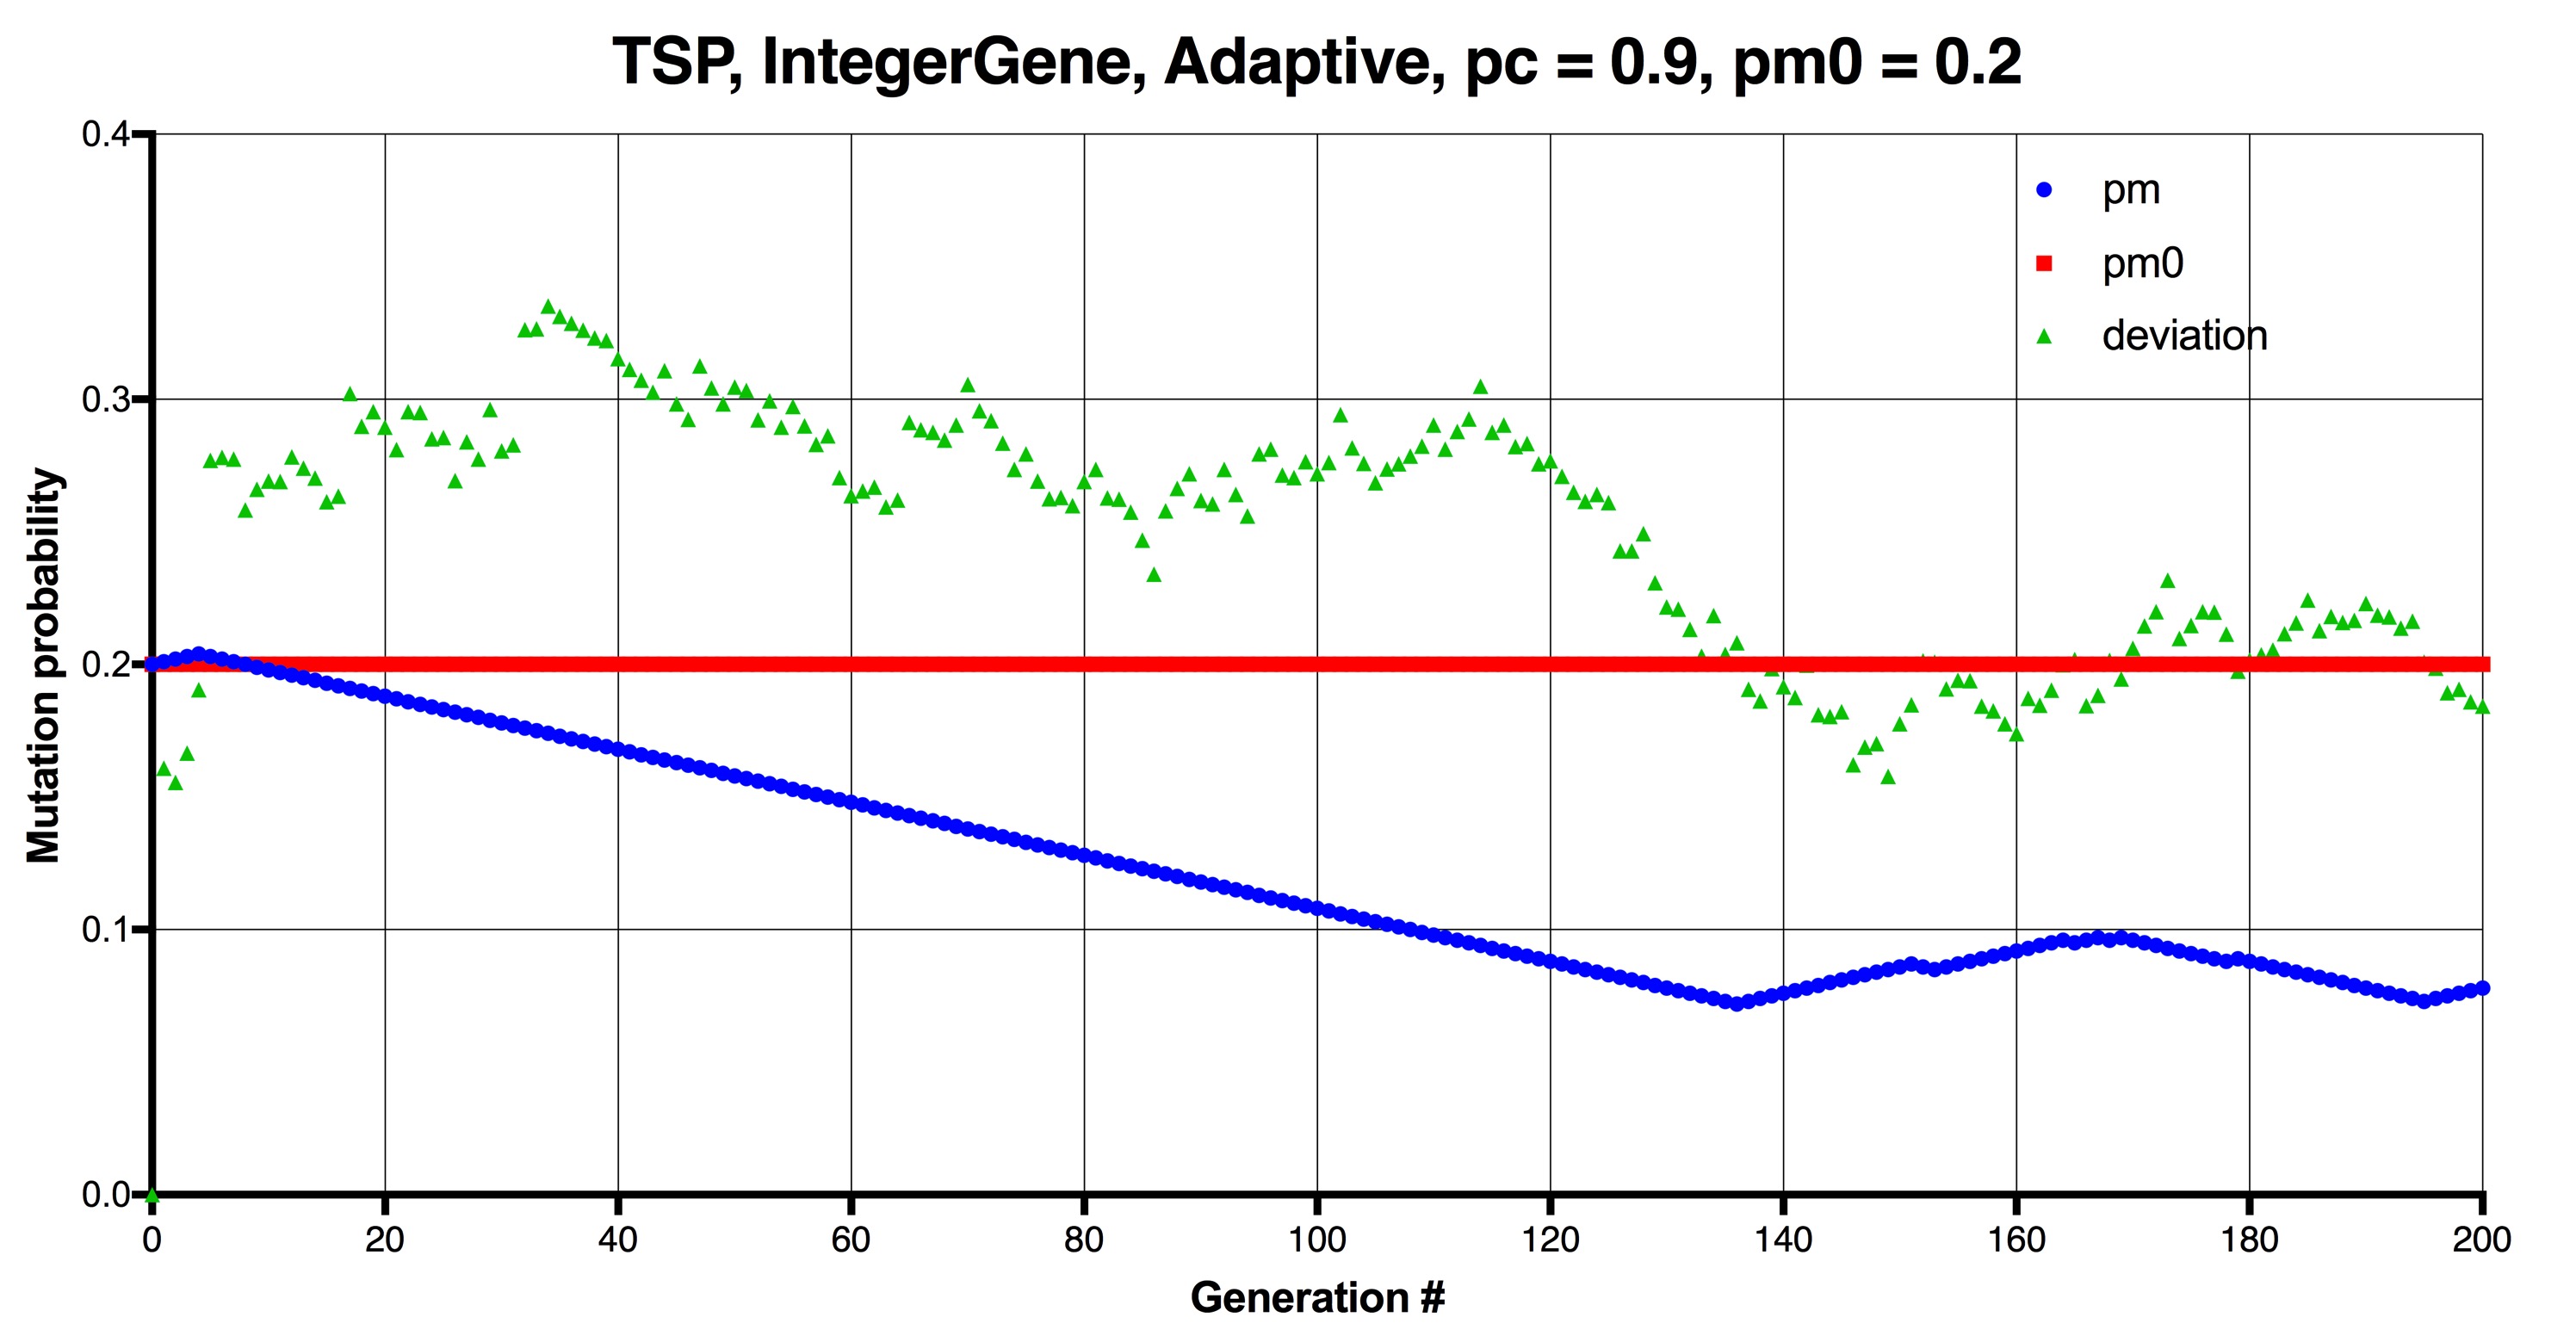 TSP, IntegerGene, Adaptive, pc = 0.9, pm0 = 0.2
0.4
pm
pm0
deviation
0.3
0.2
0.1
0.0
Mutation probability
0 20 40 60 80 100 120 140 160 180 200
Generation #